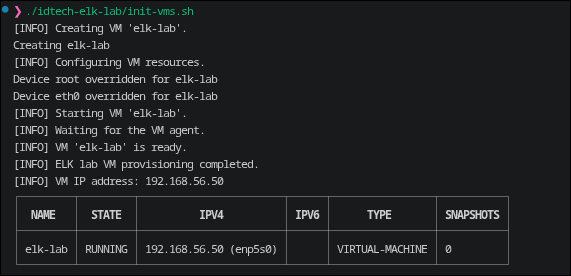 ❯ ./idtech-elk-lab/init-vms.sh
[INFO] Creating VM 'elk-lab'.
Creating elk-lab
[INFO] Configuring VM resources.
Device root overridden for elk-lab
Device eth0 overridden for elk-lab
[INFO] Starting VM 'elk-lab'.
[INFO] Waiting for the VM agent.
[INFO] VM 'elk-lab' is ready.
[INFO] ELK lab VM provisioning completed.
[INFO] VM IP address: 192.168.56.50
NAME STATE IPV4 IPV6 TYPE SNAPSHOTS
elk-lab RUNNING 192.168.56.50 (enp5s0) VIRTUAL-MACHINE 0